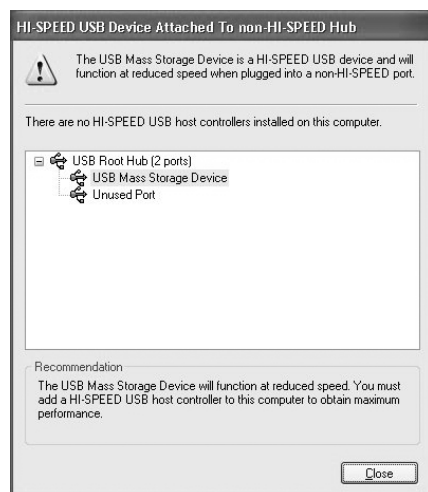 HI-SPEED USB Device Attached To non-HI-SPEED Hub
The USB Mass Storage Device is a HI-SPEED USB device and will
function at reduced speed when plugged into a non-HI-SPEED port.
There are no HI-SPEED USB host controllers installed on this computer.
USB Root Hub (2 ports)
USB Mass Storage Device
Unused Port
Recommendation
The USB Mass Storage Device will function at reduced speed. You must
add a HI-SPEED USB host controller to this computer to obtain maximum
performance.
Close